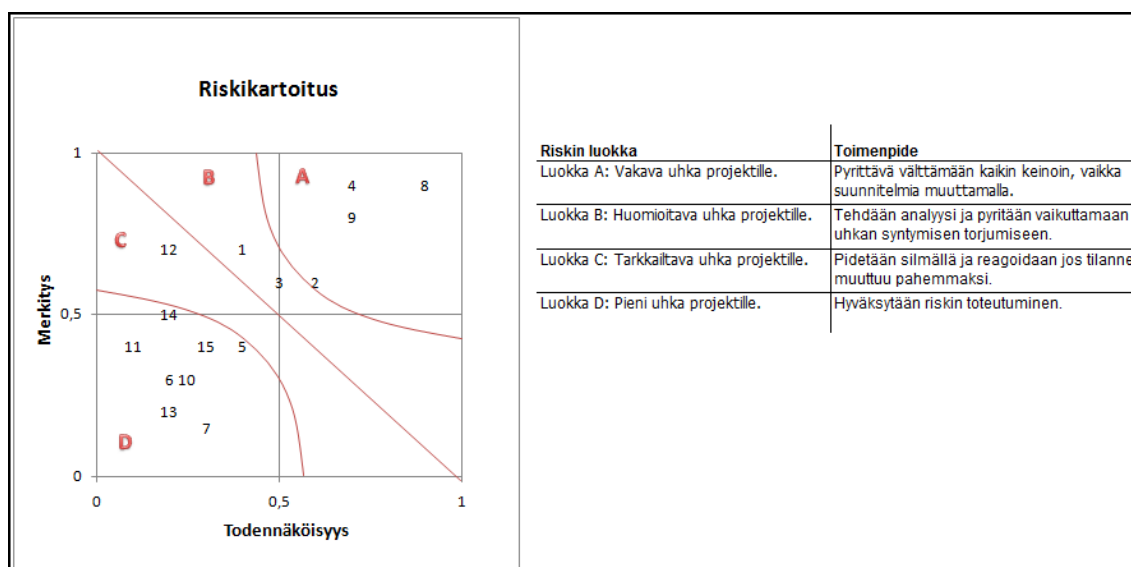 Riskikartoitus
1
B
A
4
8
9
C
12
1
3
2
0,5
14
11
15
5
6
10
13
7
D
0
0
0,5
1
Merkitys
Todennäköisyys
Riskin luokka
Toimenpide
Luokka A: Vakava uhka projektille.
Pyrittävä välttämään kaikin keinoin, vaikka
suunnitelmia muuttamalla.
Luokka B: Huomioitava uhka projektille.
Tehdään analyysi ja pyritään vaikuttamaan
uhkan syntymisen torjumiseen.
Luokka C: Tarkkailtava uhka projektille.
Pidetään silmällä ja reagoidaan jos tilanne
muuttuu pahemmaksi.
Luokka D: Pieni uhka projektille.
Hyväksytään riskin toteutuminen.